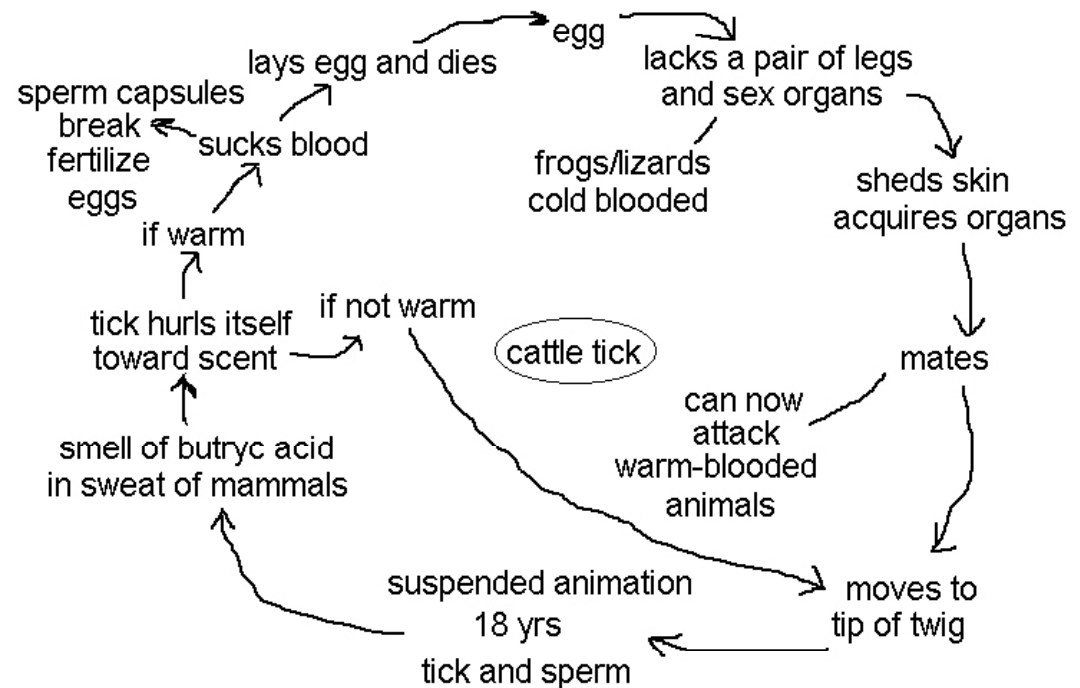 egg
lays egg and dies
lacks a pair of legs
and sex organs
sperm capsules
break
fertilize
eggs
sucks blood
frogs/lizards
cold blooded
sheds skin
acquires organs
if warm
if not warm
tick hurls itself
toward scent
cattle tick
mates
can now
attack
warm-blooded
animals
smell of butryc acid
in sweat of mammals
suspended animation
18 yrs
tick and sperm
moves to
tip of twig